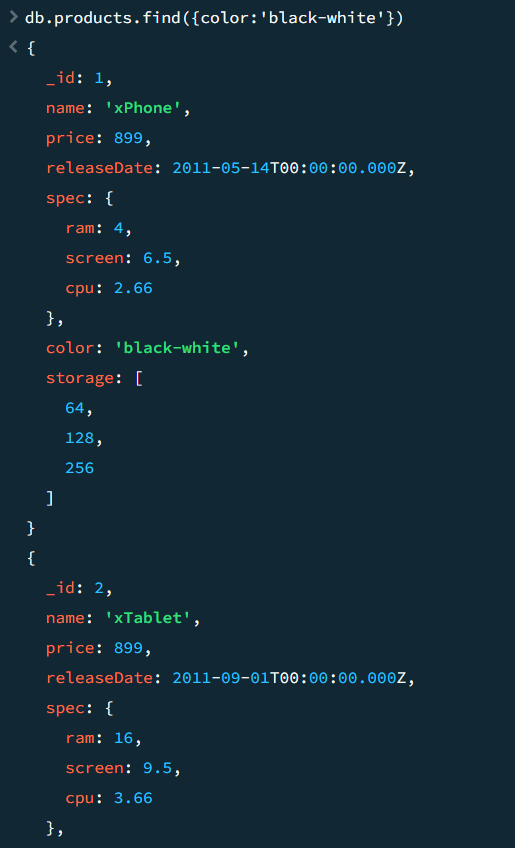 db.products.find({color:'black-white'})
{
_id: 1,
name: 'xPhone',
price: 899,
releaseDate: 2011-05-14T00:00:00.000Z,
spec: {
ram: 4,
screen: 6.5,
cpu: 2.66
},
color: 'black-white',
storage: [
64,
128,
256
]
}
{
_id: 2,
name: 'xTablet',
price: 899,
releaseDate: 2011-09-01T00:00:00.000Z,
spec: {
ram: 16,
screen: 9.5,
cpu: 3.66
},